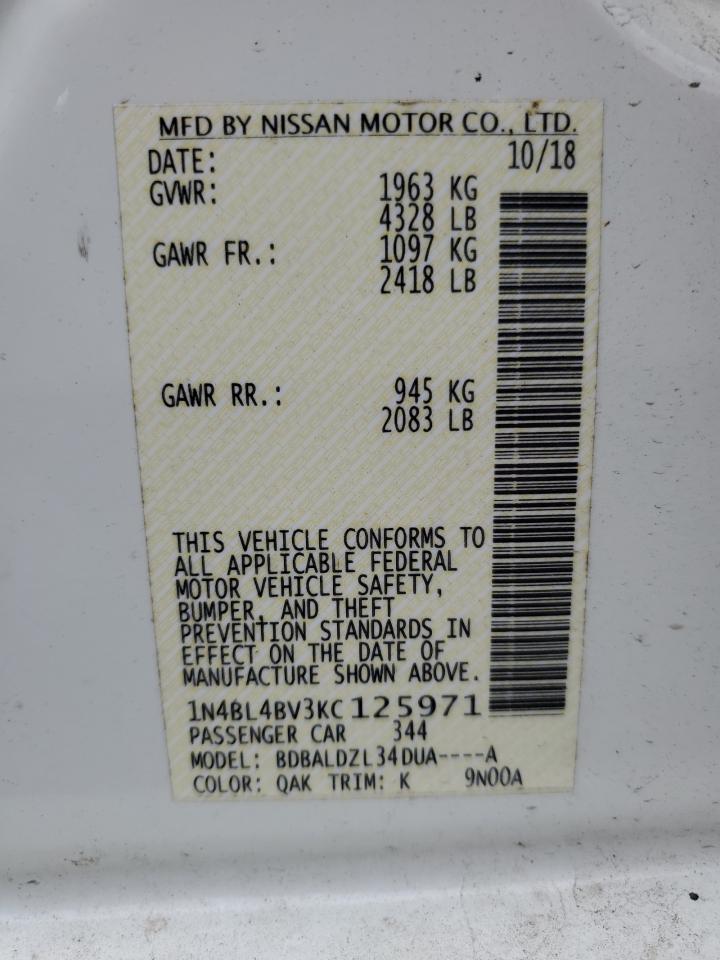 MFD BY NISSAN MOTOR CO., LTD.
DATE: 10/18
GVWR: 1963 KG
4328 LB
GAWR FR.: 1097 KG
2418 LB
GAWR RR.: 945 KG
2083 LB
THIS VEHICLE CONFORMS TO
ALL APPLICABLE FEDERAL
MOTOR VEHICLE SAFETY,
BUMPER, AND THEFT
PREVENTION STANDARDS IN
EFFECT ON THE DATE OF
MANUFACTURE SHOWN ABOVE.
1N4BL4BV3KC125971
PASSENGER CAR 344
MODEL: BDBALDZL34DUA----A
COLOR: QAK TRIM: K 9N00A